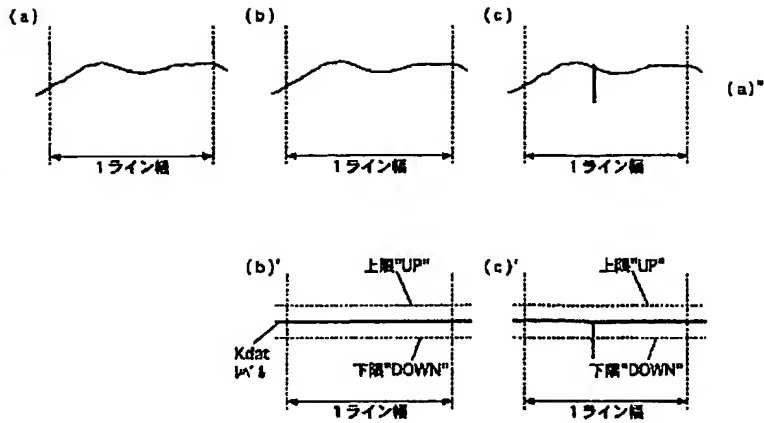 (a)
(b)
(c)
(a)"
1ライン幅
1ライン幅
1ライン幅
(b)'
上限"UP"
(c)'
上限"UP"
Kdat
レベル
下限"DOWN"
下限"DOWN"
1ライン幅
1ライン幅